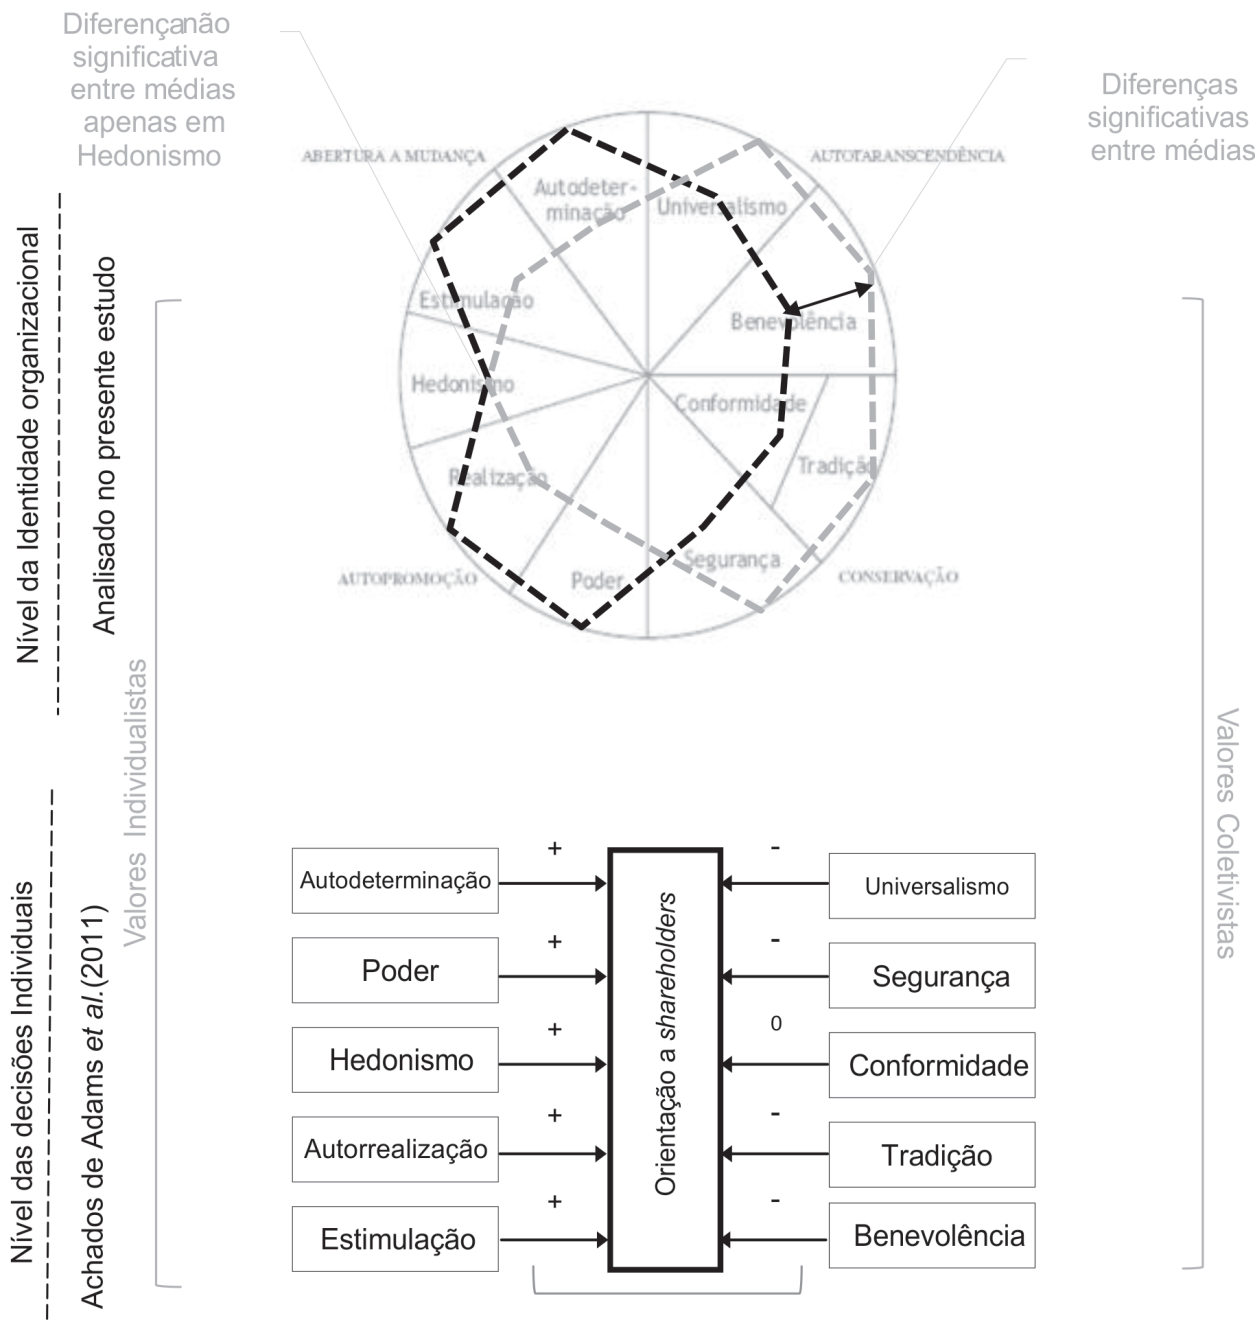 Diferença não
significativa
entre médias
apenas em
Hedonismo
Diferenças
significativas
entre médias
ABERTURA A MUDANÇA
AUTOTARANSCENDÊNCIA
Autodeter-
minação
Universalismo
Estimulação
Benevolência
Hedonismo
Conformidade
Realização
Tradição
Segurança
Poder
AUTOPROMOÇÃO
CONSERVAÇÃO
Nível da Identidade organizacional
Analisado no presente estudo
Valores Individualistas
Valores Coletivistas
Nível das decisões Individuais
Achados de Adams et al.(2011)
Autodeterminação
+
-
Universalismo
Poder
+
-
Segurança
Hedonismo
+
0
Conformidade
Autorrealização
+
-
Tradição
Estimulação
+
-
Benevolência
Orientação a shareholders